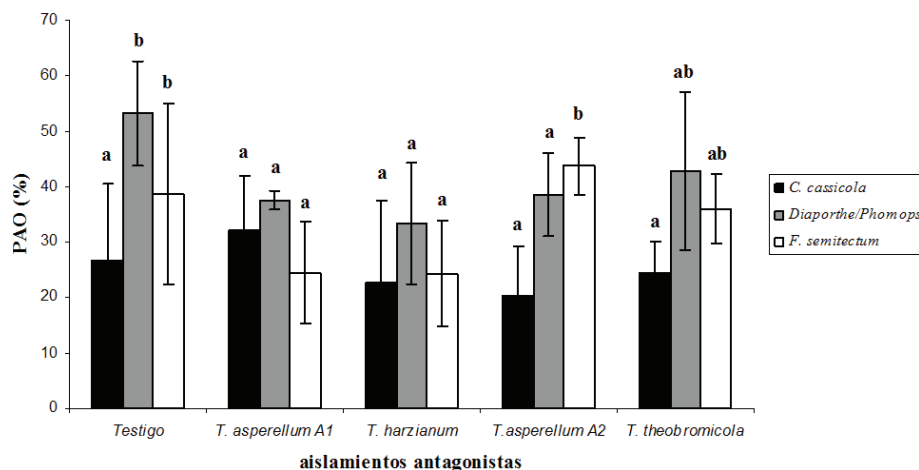 70
60
50
40
30
20
10
0
PAO (%)
b
b
a
a
a
a
a
a
a
a
a
b
a
ab
ab
Testigo
T. asperellum A1
T. harzianum
T.asperellum A2
T. theobromicola
aislamientos antagonistas
C. cassicola
Diaporthe/Phomops
F. semitectum